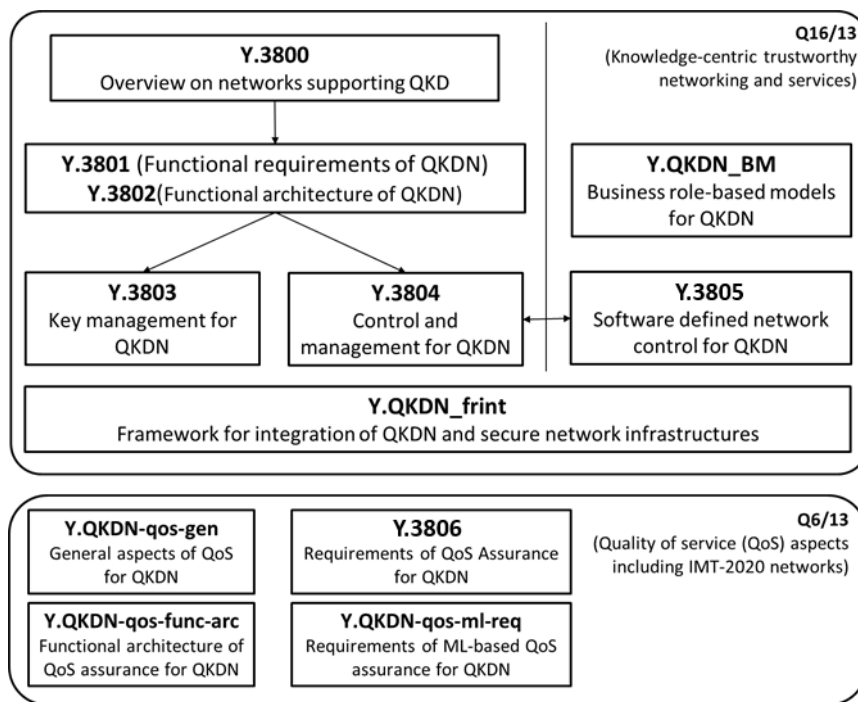 Y.3800
Overview on networks supporting QKD
Q16/13
(Knowledge-centric trustworthy
networking and services)
Y.3801 (Functional requirements of QKDN)
Y.3802(Functional architecture of QKDN)
Y.QKDN_BM
Business role-based models
for QKDN
Y.3803
Key management for
QKDN
Y.3804
Control and
management for QKDN
Y.3805
Software defined network
control for QKDN
Y.QKDN_frint
Framework for integration of QKDN and secure network infrastructures
Y.QKDN-qos-gen
General aspects of QoS
for QKDN
Y.3806
Requirements of QoS Assurance
for QKDN
Q6/13
(Quality of service (QoS) aspects
including IMT-2020 networks)
Y.QKDN-qos-func-arc
Functional architecture of
QoS assurance for QKDN
Y.QKDN-qos-ml-req
Requirements of ML-based QoS
assurance for QKDN